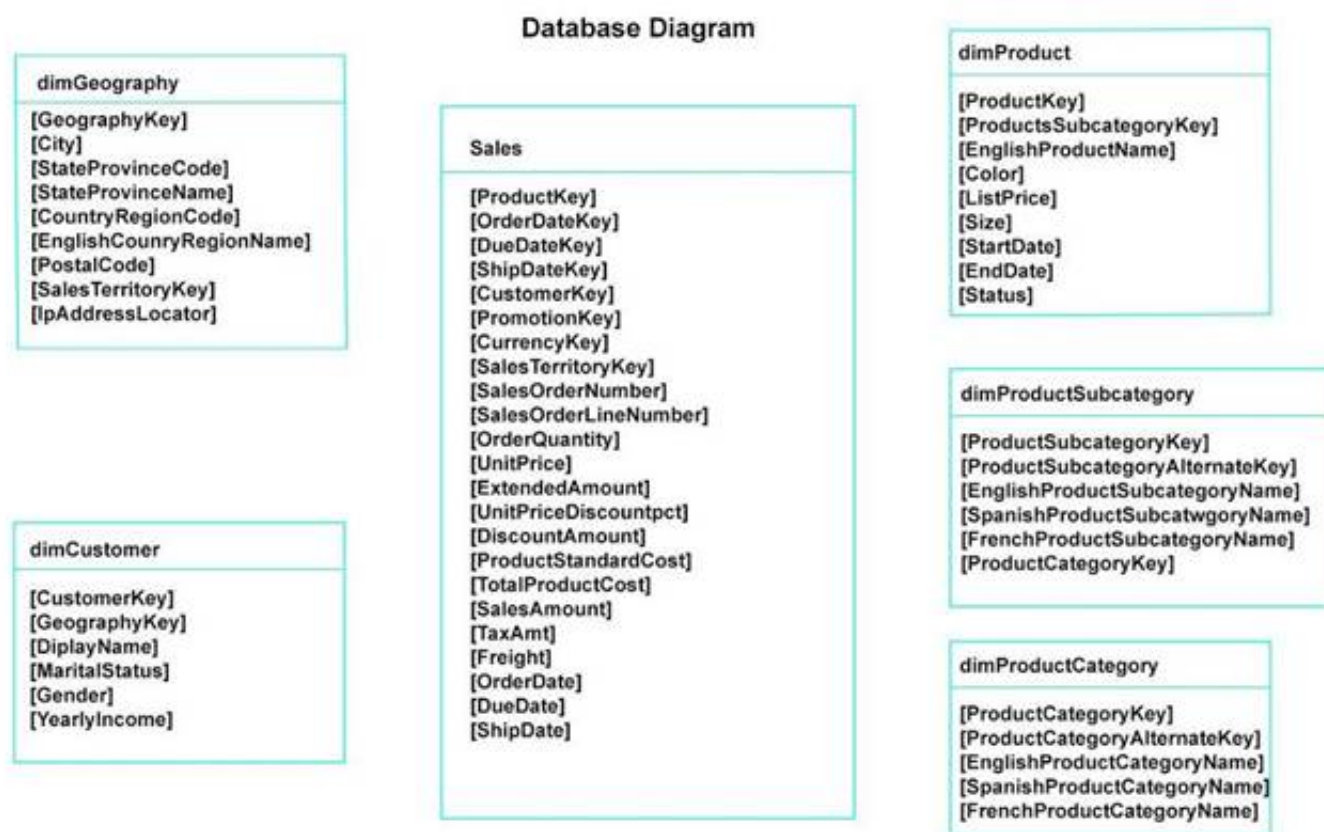 Database Diagram
dimGeography
[GeographyKey]
[City]
[StateProvinceCode]
[StateProvinceName]
[CountryRegionCode]
[EnglishCounryRegionName]
[PostalCode]
[SalesTerritoryKey]
[IpAddressLocator]
dimCustomer
[CustomerKey]
[GeographyKey]
[DiplayName]
[MaritalStatus]
[Gender]
[YearlyIncome]
Sales
[ProductKey]
[OrderDateKey]
[DueDateKey]
[ShipDateKey]
[CustomerKey]
[PromotionKey]
[CurrencyKey]
[SalesTerritoryKey]
[SalesOrderNumber]
[SalesOrderLineNumber]
[OrderQuantity]
[UnitPrice]
[ExtendedAmount]
[UnitPriceDiscountpct]
[DiscountAmount]
[ProductStandardCost]
[TotalProductCost]
[SalesAmount]
[TaxAmt]
[Freight]
[OrderDate]
[DueDate]
[ShipDate]
dimProduct
[ProductKey]
[ProductsSubcategoryKey]
[EnglishProductName]
[Color]
[ListPrice]
[Size]
[StartDate]
[EndDate]
[Status]
dimProductSubcategory
[ProductSubcategoryKey]
[ProductSubcategoryAlternateKey]
[EnglishProductSubcategoryName]
[SpanishProductSubcatwgoryName]
[FrenchProductSubcategoryName]
[ProductCategoryKey]
dimProductCategory
[ProductCategoryKey]
[ProductCategoryAlternateKey]
[EnglishProductCategoryName]
[SpanishProductCategoryName]
[FrenchProductCategoryName]